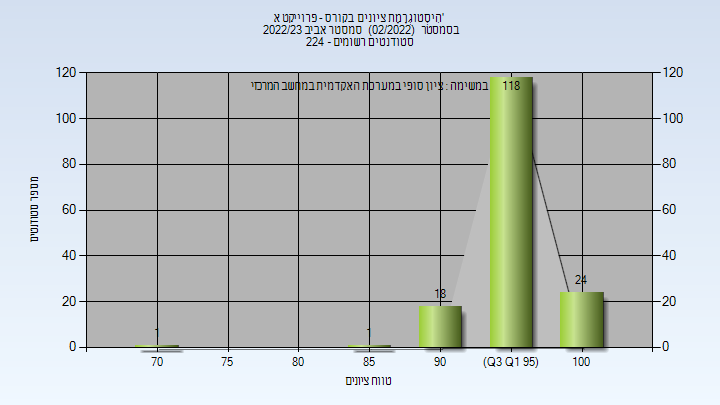 היסטוגרמת ציונים בקורס - פרוייקט א'
בסמסטר (02/2022) סמסטר אביב 2022/23
סטודנטים רשומים - 224
במשימה : ציון סופי במערכת האקדמית במחשב המרכזי
מספר סטודנטים
120 120
100 100
80 80
60 60
40 40
20 20
0 0
1 1 18 118 24
70 75 80 85 90 (Q3 Q1 95) 100
טווח ציונים